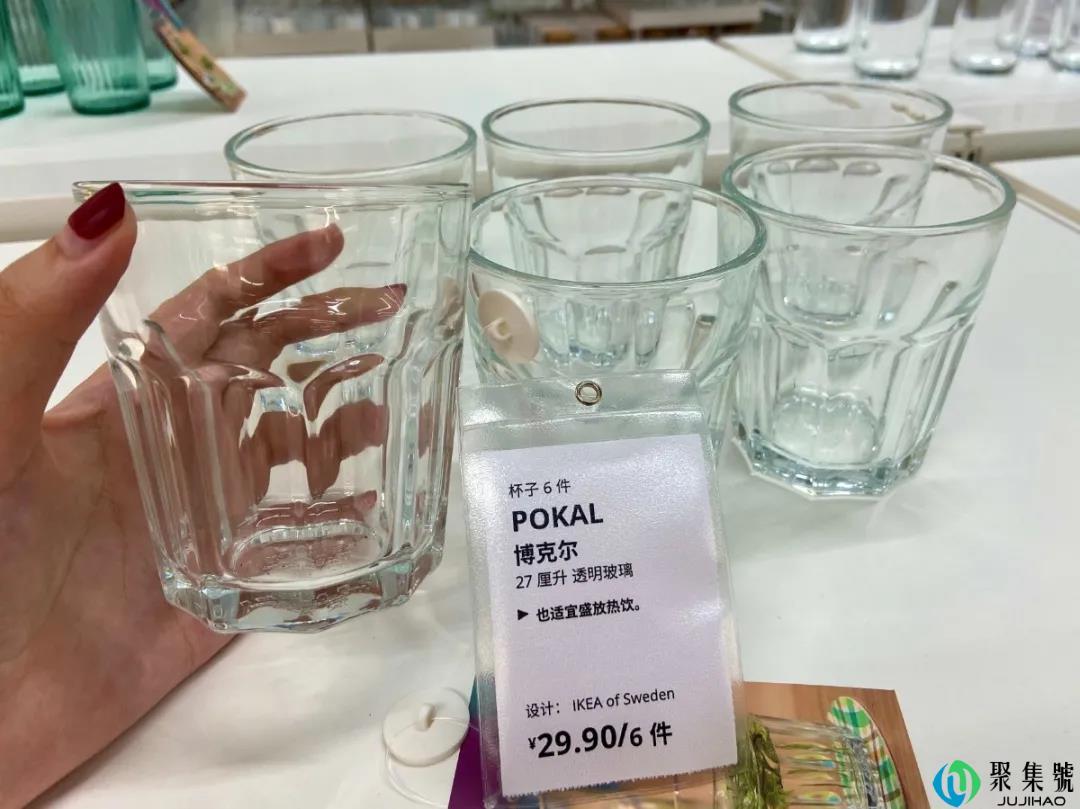 杯子 6 件
POKAL
博克尔
27 厘升 透明玻璃
► 也适宜盛放热饮。
设计： IKEA of Sweden
¥29.90/6 件
聚集號
JUJIHAO